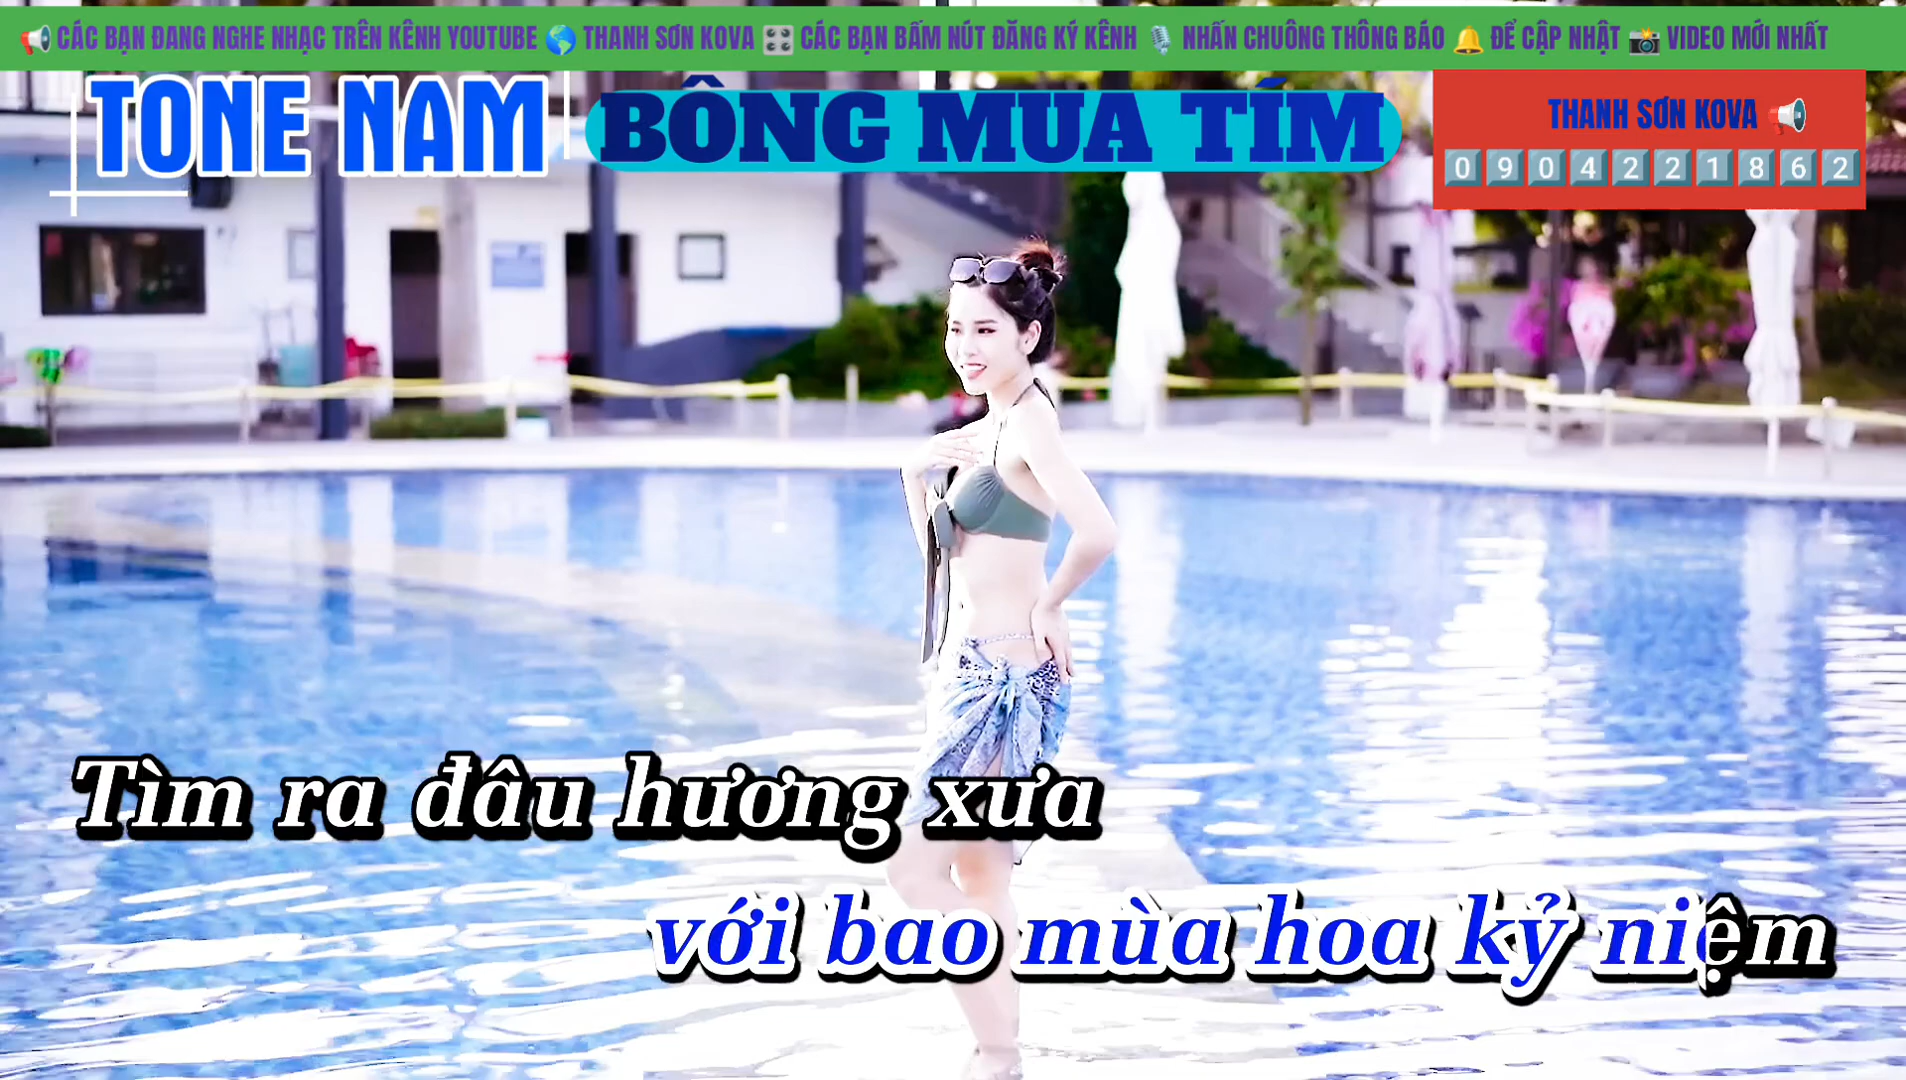 📢 CÁC BẠN ĐANG NGHE NHẠC TRÊN KÊNH YOUTUBE 🌎 THANH SƠN KOVA 🎛️ CÁC BẠN BẤM NÚT ĐĂNG KÝ KÊNH 🎙️ NHẤN CHUÔNG THÔNG BÁO 🔔 ĐỂ CẬP NHẬT 📸 VIDEO MỚI NHẤT
TONE NAM
BÔNG MUA TÍM
THANH SƠN KOVA 📢
0904221862
Tìm ra đâu hương xưa
với bao mùa hoa kỷ niệm